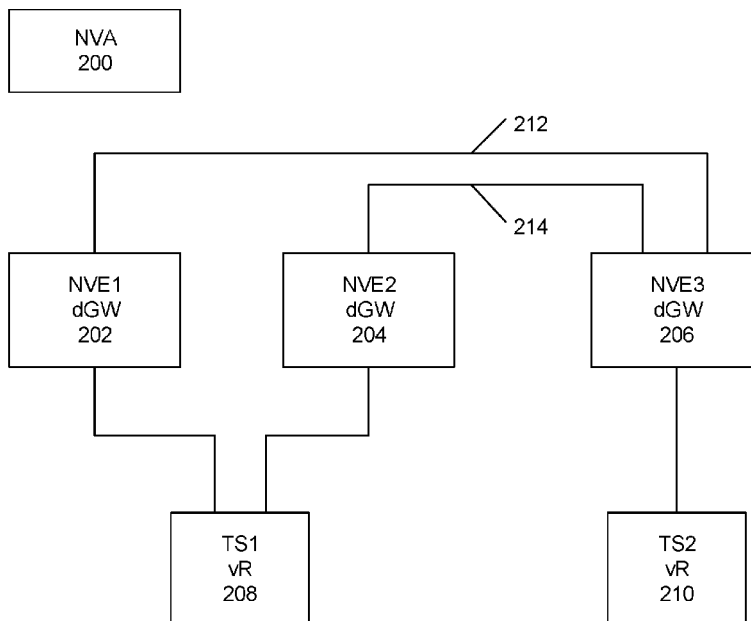 NVA
200
212
214
NVE1
dGW
202
NVE2
dGW
204
NVE3
dGW
206
TS1
vR
208
TS2
vR
210